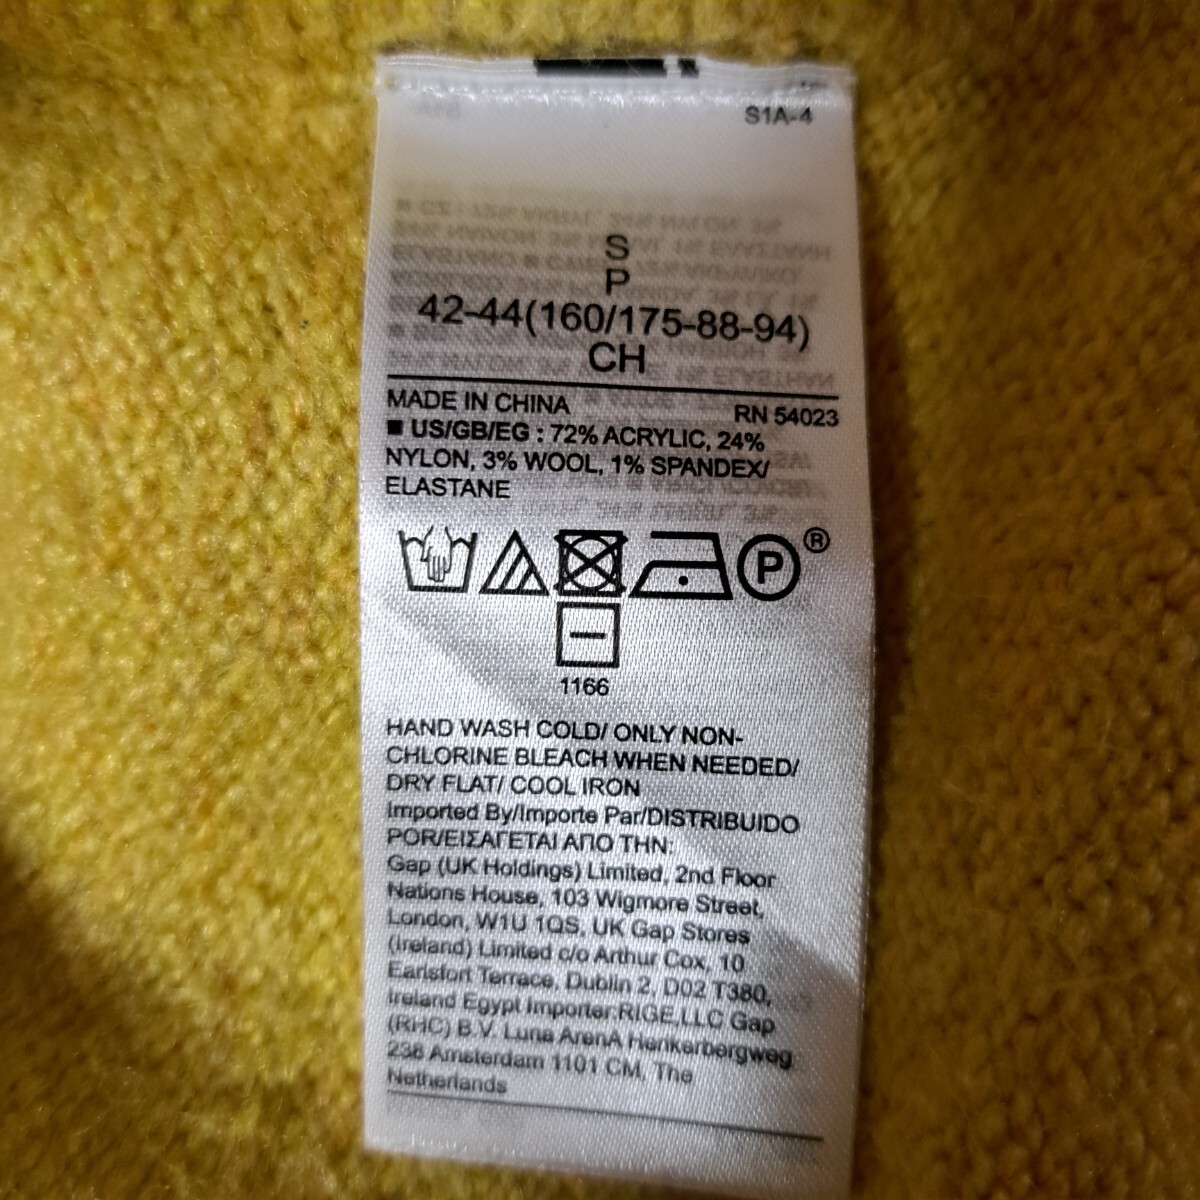 S1A-4
S
P
42-44(160/175-88-94)
CH
MADE IN CHINA RN 54023
■ US/GB/EG : 72% ACRYLIC, 24%
NYLON, 3% WOOL, 1% SPANDEX/
ELASTANE
P ®
1166
HAND WASH COLD/ ONLY NON-
CHLORINE BLEACH WHEN NEEDED/
DRY FLAT/ COOL IRON
Imported By/Importe Par/DISTRIBUIDO
POR/ΕΙΣΑΓΕΤΑΙ ΑΠΟ ΤΗΝ:
Gap (UK Holdings) Limited, 2nd Floor
Nations House, 103 Wigmore Street,
London, W1U 1QS, UK Gap Stores
(Ireland) Limited c/o Arthur Cox, 10
Earlsfort Terrace, Dublin 2, D02 T380,
Ireland Egypt Importer:RIGE,LLC Gap
(RHC) B.V. Luna ArenA Herikerbergweg
238 Amsterdam 1101 CM, The
Netherlands